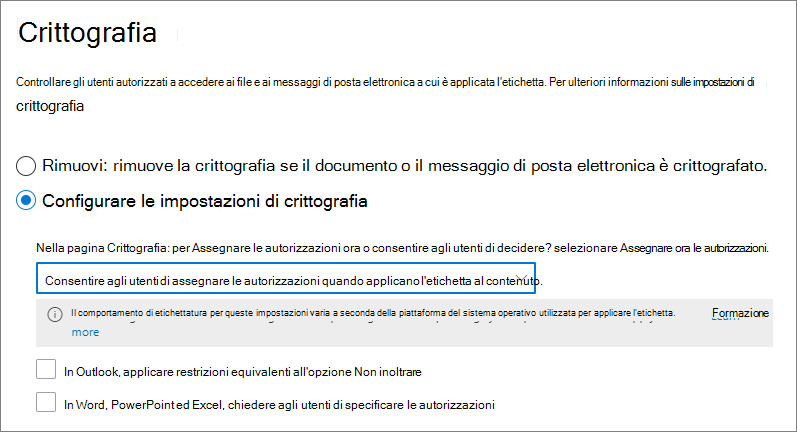 Crittografia
Controllare gli utenti autorizzati a accedere ai file e ai messaggi di posta elettronica a cui è applicata l'etichetta. Per ulteriori informazioni sulle impostazioni di
crittografia
Rimuovi: rimuove la crittografia se il documento o il messaggio di posta elettronica è crittografato.
Configurare le impostazioni di crittografia
Nella pagina Crittografia: per Assegnare le autorizzazioni ora o consentire agli utenti di decidere? selezionare Assegnare ora le autorizzazioni.
Consentire agli utenti di assegnare le autorizzazioni quando applicano l'etichetta al contenuto.
Il comportamento di etichettatura per queste impostazioni varia a seconda della piattaforma del sistema operativo utilizzata per applicare l'etichetta. Formazione
more
In Outlook, applicare restrizioni equivalenti all'opzione Non inoltrare
In Word, PowerPoint ed Excel, chiedere agli utenti di specificare le autorizzazioni